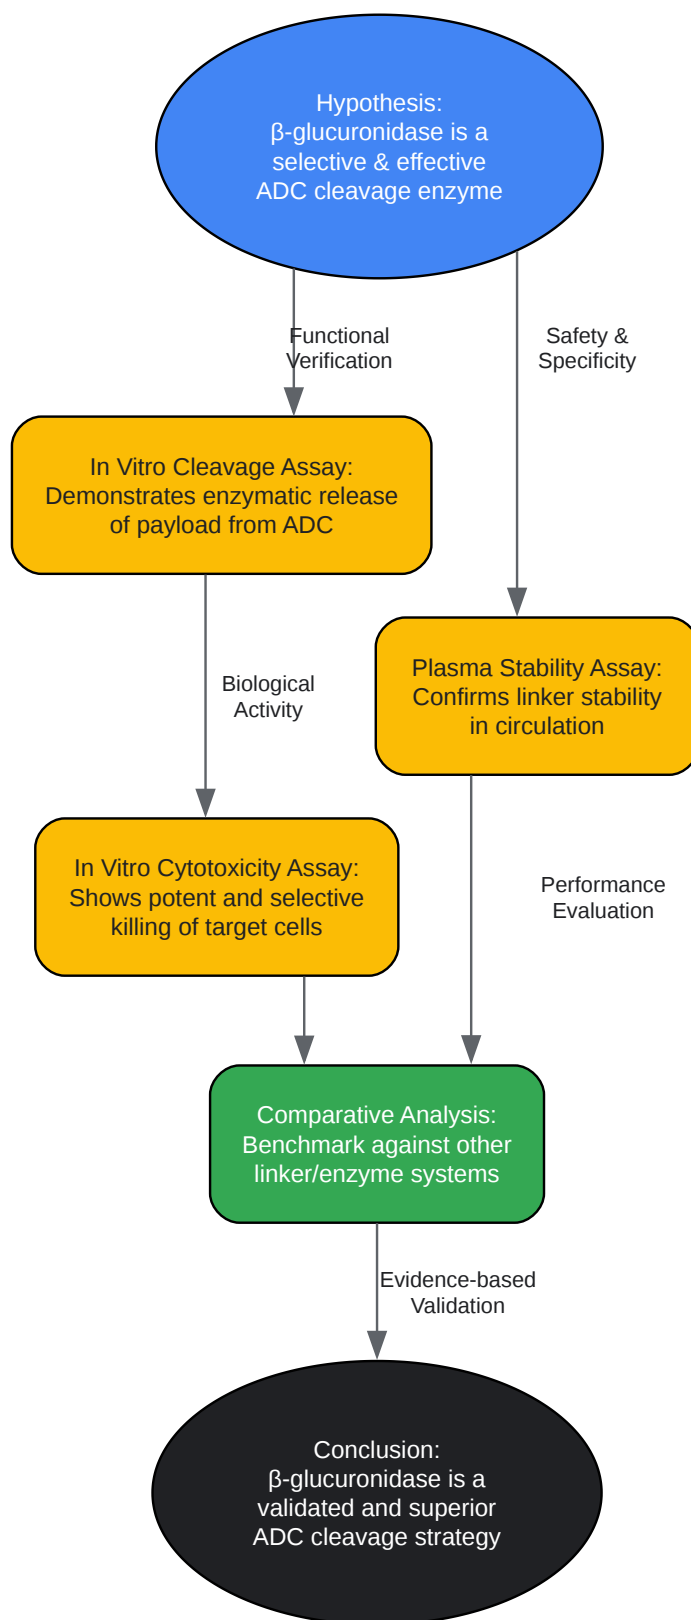 Hypothesis:
β-glucuronidase is a
selective & effective
ADC cleavage enzyme
Functional
Verification
Safety &
Specificity
In Vitro Cleavage Assay:
Demonstrates enzymatic release
of payload from ADC
Plasma Stability Assay:
Confirms linker stability
in circulation
Biological
Activity
In Vitro Cytotoxicity Assay:
Shows potent and selective
killing of target cells
Performance
Evaluation
Comparative Analysis:
Benchmark against other
linker/enzyme systems
Evidence-based
Validation
Conclusion:
β-glucuronidase is a
validated and superior
ADC cleavage strategy